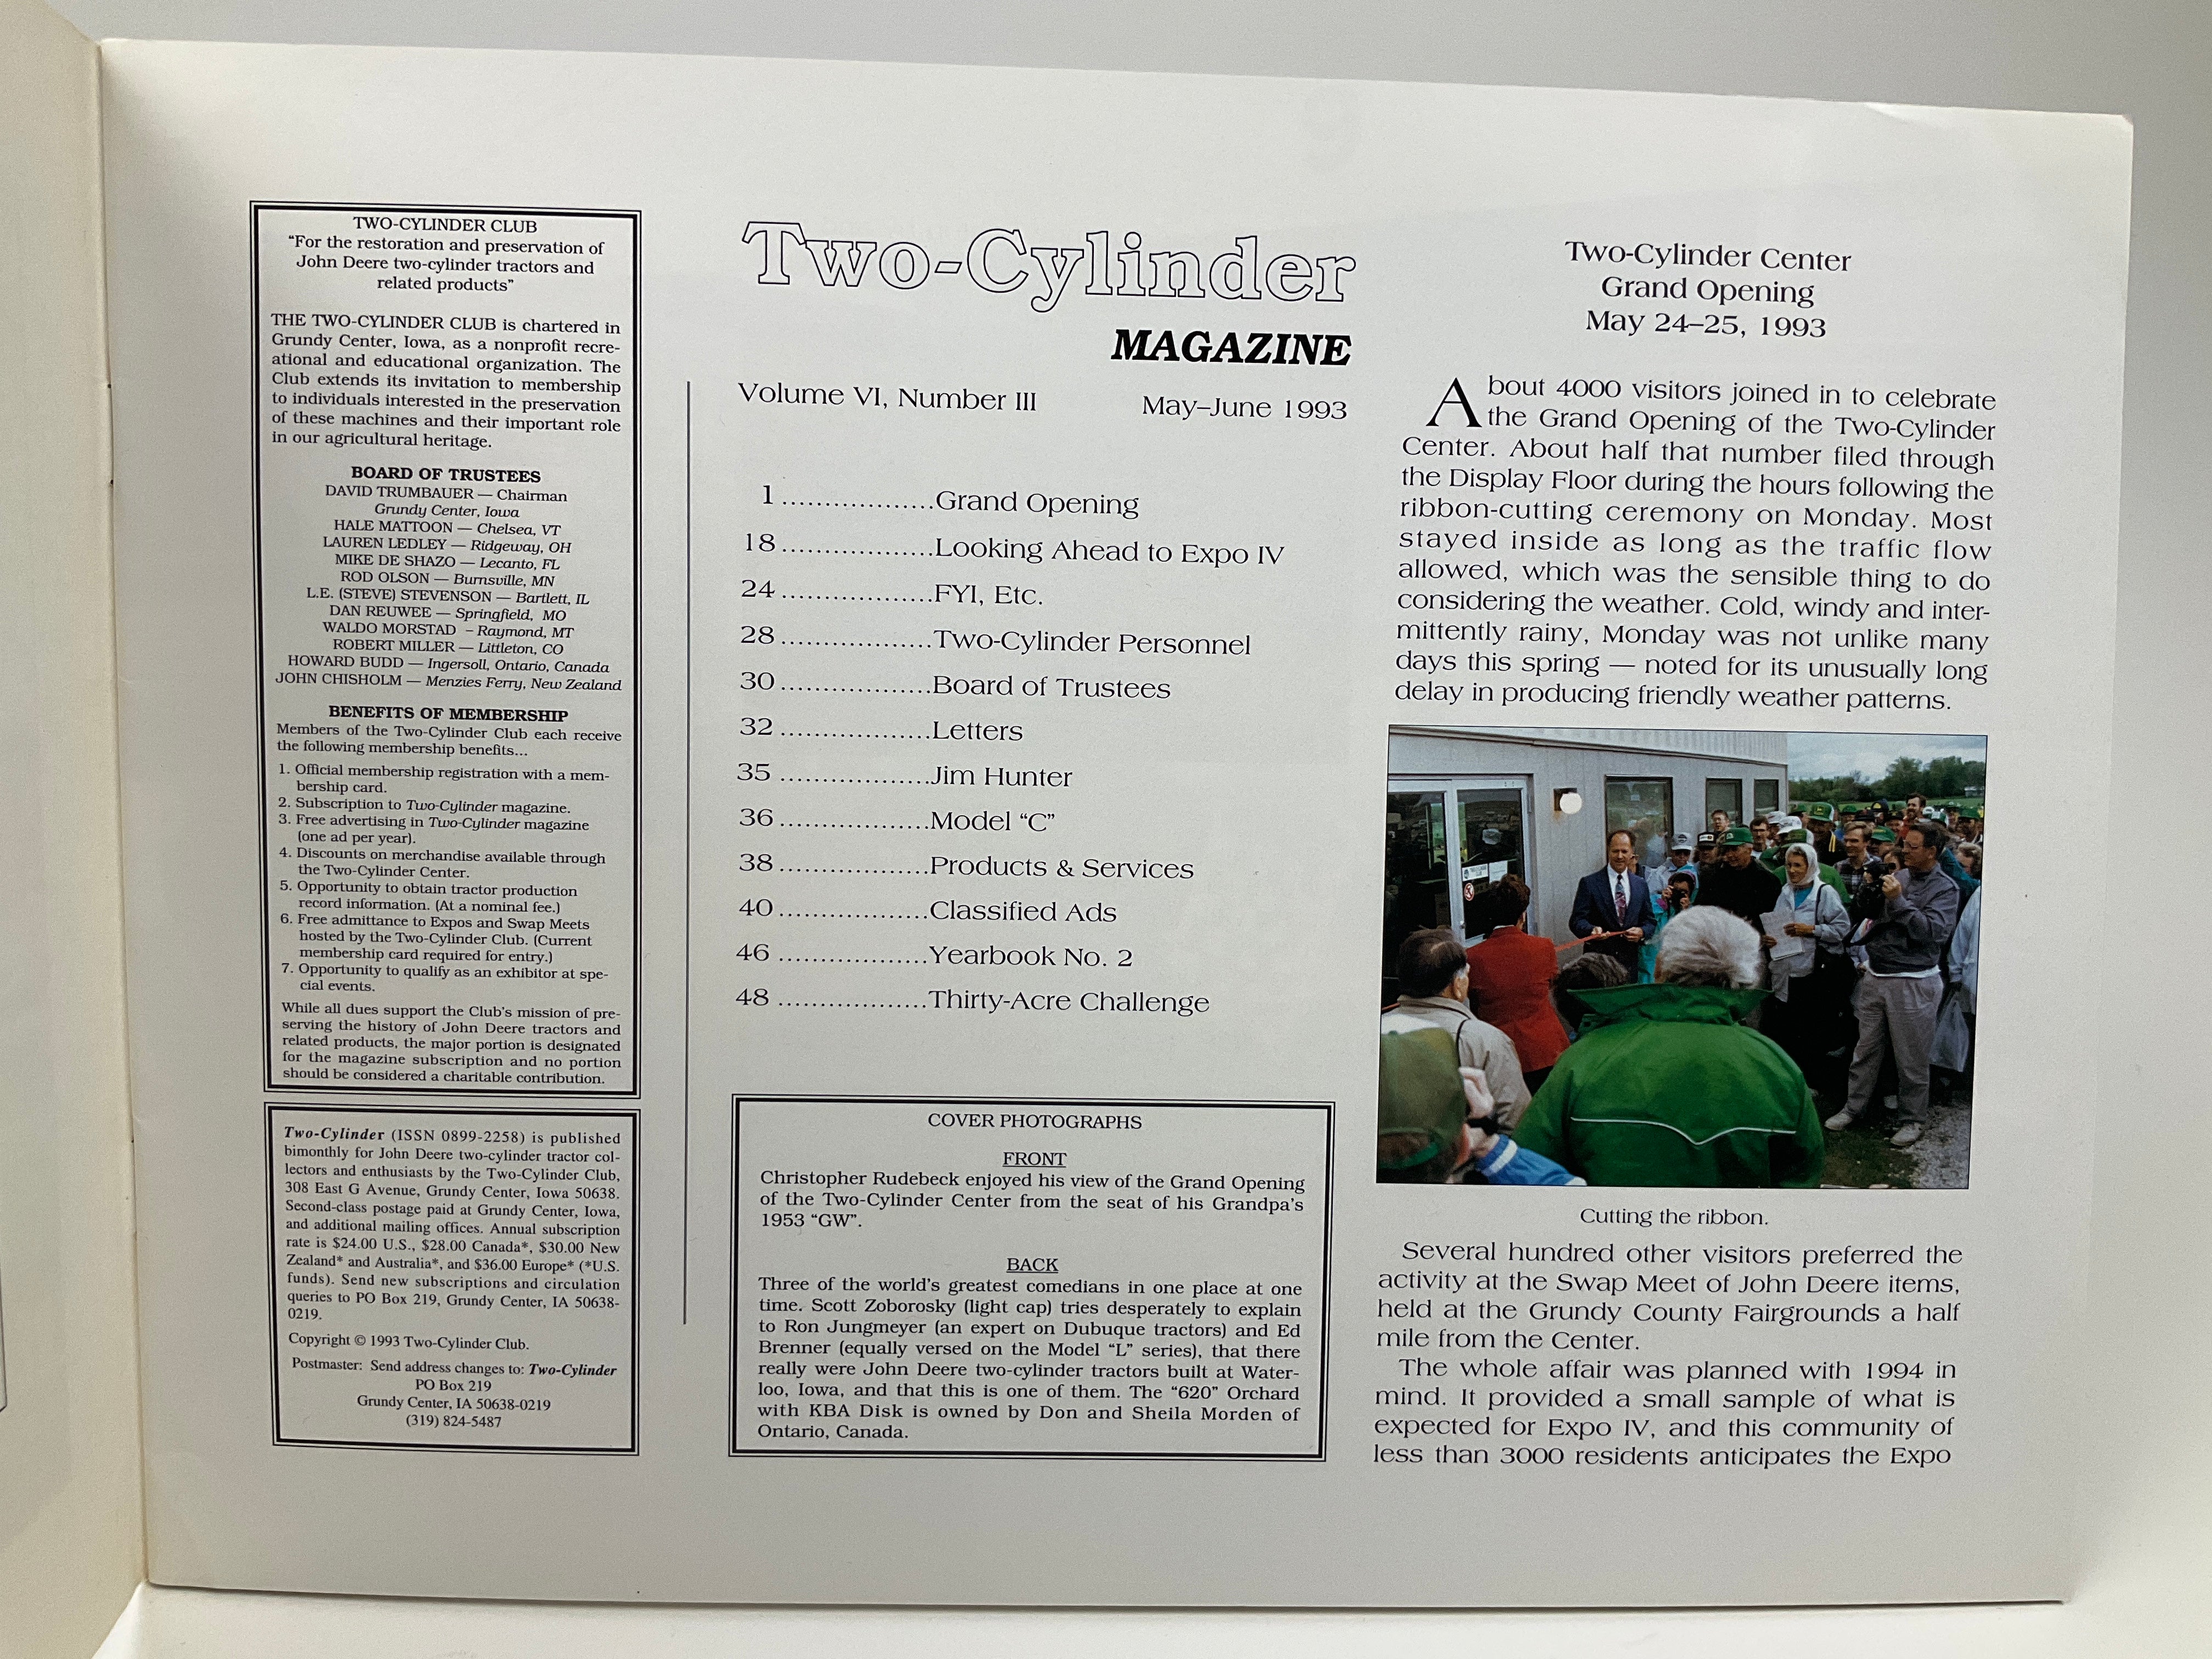 TWO-CYLINDER CLUB
“For the restoration and preservation of
John Deere two-cylinder tractors and
related products”
THE TWO-CYLINDER CLUB is chartered in
Grundy Center, Iowa, as a nonprofit recre-
ational and educational organization. The
Club extends its invitation to membership
to individuals interested in the preservation
of these machines and their important role
in our agricultural heritage.
BOARD OF TRUSTEES
DAVID TRUMBAUER — Chairman
Grundy Center, Iowa
HALE MATTOON — Chelsea, VT
LAUREN LEDLEY — Ridgeway, OH
MIKE DE SHAZO — Lecanto, FL
ROD OLSON — Burnsville, MN
L.E. (STEVE) STEVENSON — Bartlett, IL
DAN REUWEE — Springfield, MO
WALDO MORSTAD – Raymond, MT
ROBERT MILLER — Littleton, CO
HOWARD BUDD — Ingersoll, Ontario, Canada
JOHN CHISHOLM — Menzies Ferry, New Zealand
BENEFITS OF MEMBERSHIP
Members of the Two-Cylinder Club each receive
the following membership benefits...
1. Official membership registration with a mem-
bership card.
2. Subscription to Two-Cylinder magazine.
3. Free advertising in Two-Cylinder magazine
(one ad per year).
4. Discounts on merchandise available through
the Two-Cylinder Center.
5. Opportunity to obtain tractor production
record information. (At a nominal fee.)
6. Free admittance to Expos and Swap Meets
hosted by the Two-Cylinder Club. (Current
membership card required for entry.)
7. Opportunity to qualify as an exhibitor at spe-
cial events.
While all dues support the Club's mission of pre-
serving the history of John Deere tractors and
related products, the major portion is designated
for the magazine subscription and no portion
should be considered a charitable contribution.
Two-Cylinder (ISSN 0899-2258) is published
bimonthly for John Deere two-cylinder tractor col-
lectors and enthusiasts by the Two-Cylinder Club,
308 East G Avenue, Grundy Center, Iowa 50638.
Second-class postage paid at Grundy Center, Iowa,
and additional mailing offices. Annual subscription
rate is $24.00 U.S., $28.00 Canada*, $30.00 New
Zealand* and Australia*, and $36.00 Europe* (*U.S.
funds). Send new subscriptions and circulation
queries to PO Box 219, Grundy Center, IA 50638-
0219.
Copyright © 1993 Two-Cylinder Club.
Postmaster: Send address changes to: Two-Cylinder
PO Box 219
Grundy Center, IA 50638-0219
(319) 824-5487
Two-Cylinder
MAGAZINE
Volume VI, Number III May–June 1993
1..................Grand Opening
18..................Looking Ahead to Expo IV
24..................FYI, Etc.
28..................Two-Cylinder Personnel
30..................Board of Trustees
32..................Letters
35..................Jim Hunter
36..................Model “C”
38..................Products & Services
40..................Classified Ads
46..................Yearbook No. 2
48..................Thirty-Acre Challenge
COVER PHOTOGRAPHS
FRONT
Christopher Rudebeck enjoyed his view of the Grand Opening
of the Two-Cylinder Center from the seat of his Grandpa's
1953 “GW”.
BACK
Three of the world's greatest comedians in one place at one
time. Scott Zoborosky (light cap) tries desperately to explain
to Ron Jungmeyer (an expert on Dubuque tractors) and Ed
Brenner (equally versed on the Model “L” series), that there
really were John Deere two-cylinder tractors built at Water-
loo, Iowa, and that this is one of them. The “620” Orchard
with KBA Disk is owned by Don and Sheila Morden of
Ontario, Canada.
Two-Cylinder Center
Grand Opening
May 24–25, 1993
About 4000 visitors joined in to celebrate
the Grand Opening of the Two-Cylinder
Center. About half that number filed through
the Display Floor during the hours following the
ribbon-cutting ceremony on Monday. Most
stayed inside as long as the traffic flow
allowed, which was the sensible thing to do
considering the weather. Cold, windy and inter-
mittently rainy, Monday was not unlike many
days this spring — noted for its unusually long
delay in producing friendly weather patterns.
Cutting the ribbon.
Several hundred other visitors preferred the
activity at the Swap Meet of John Deere items,
held at the Grundy County Fairgrounds a half
mile from the Center.
The whole affair was planned with 1994 in
mind. It provided a small sample of what is
expected for Expo IV, and this community of
less than 3000 residents anticipates the Expo